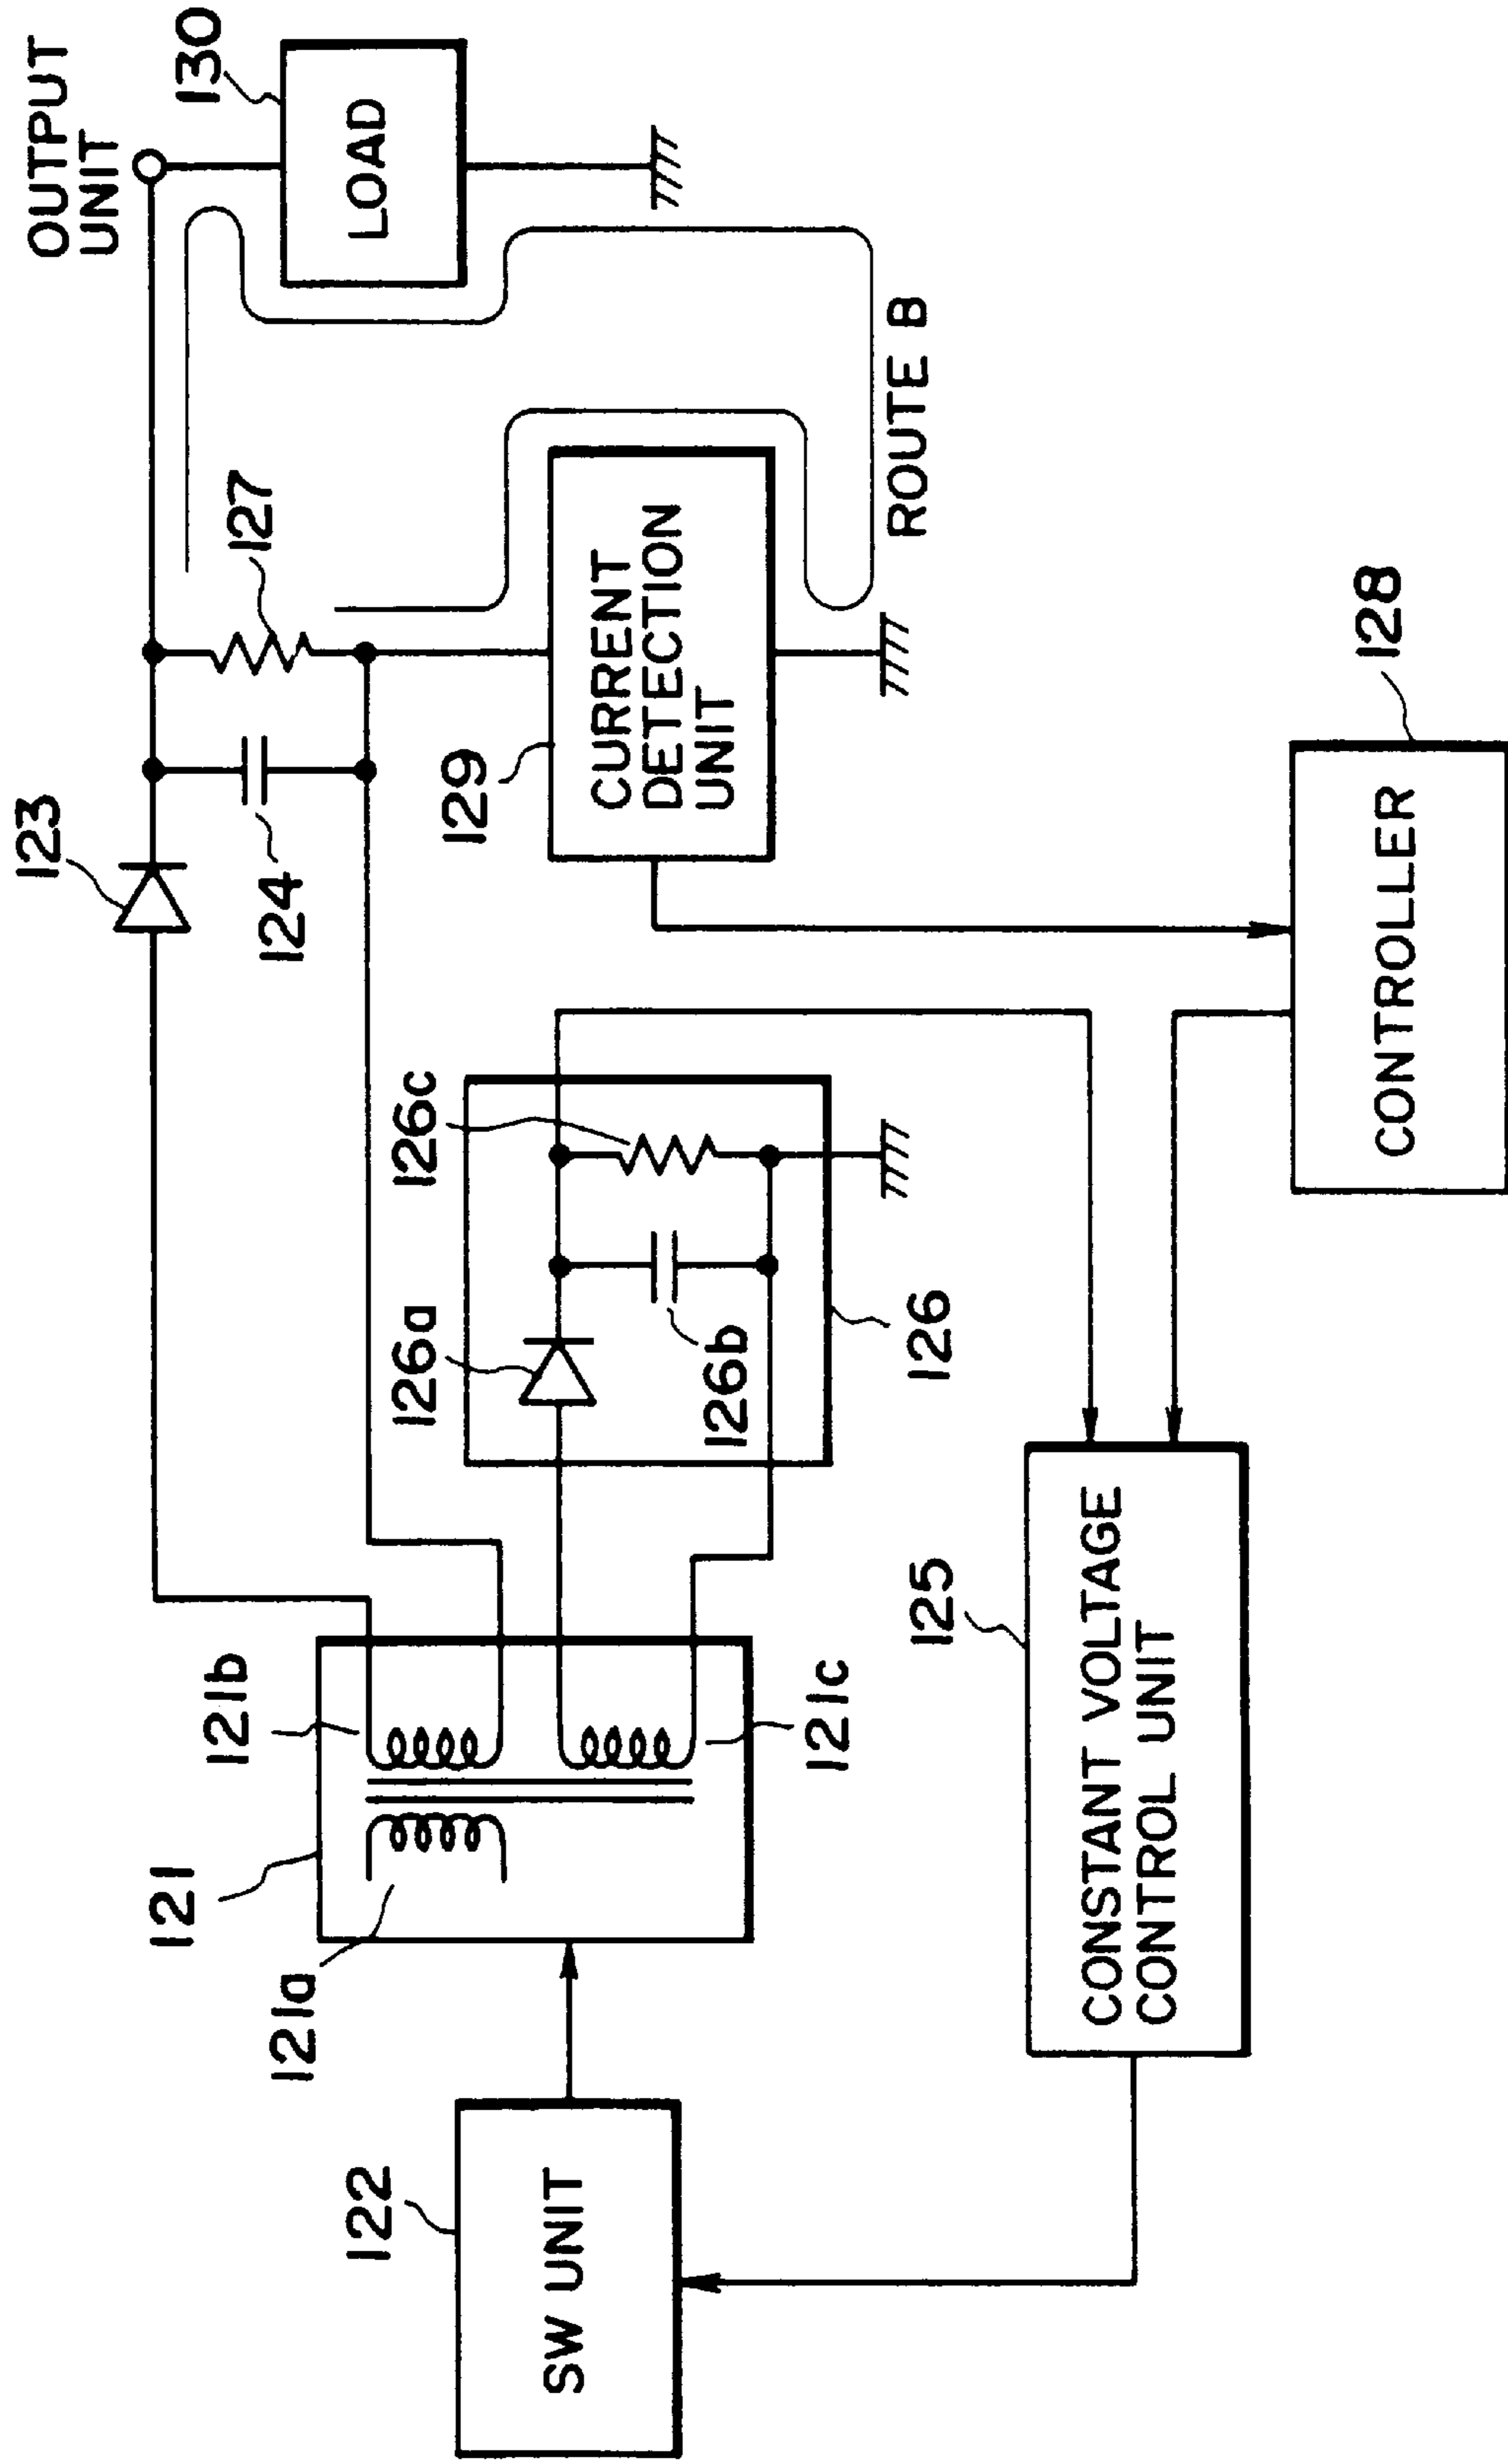 OUTPUT
UNIT
130
LOAD
123
127
124
129
CURRENT
DETECTION
UNIT
ROUTE B
121
121b
121a
121c
126a
126c
126b
126
122
SW UNIT
125
CONSTANT VOLTAGE
CONTROL UNIT
128
CONTROLLER